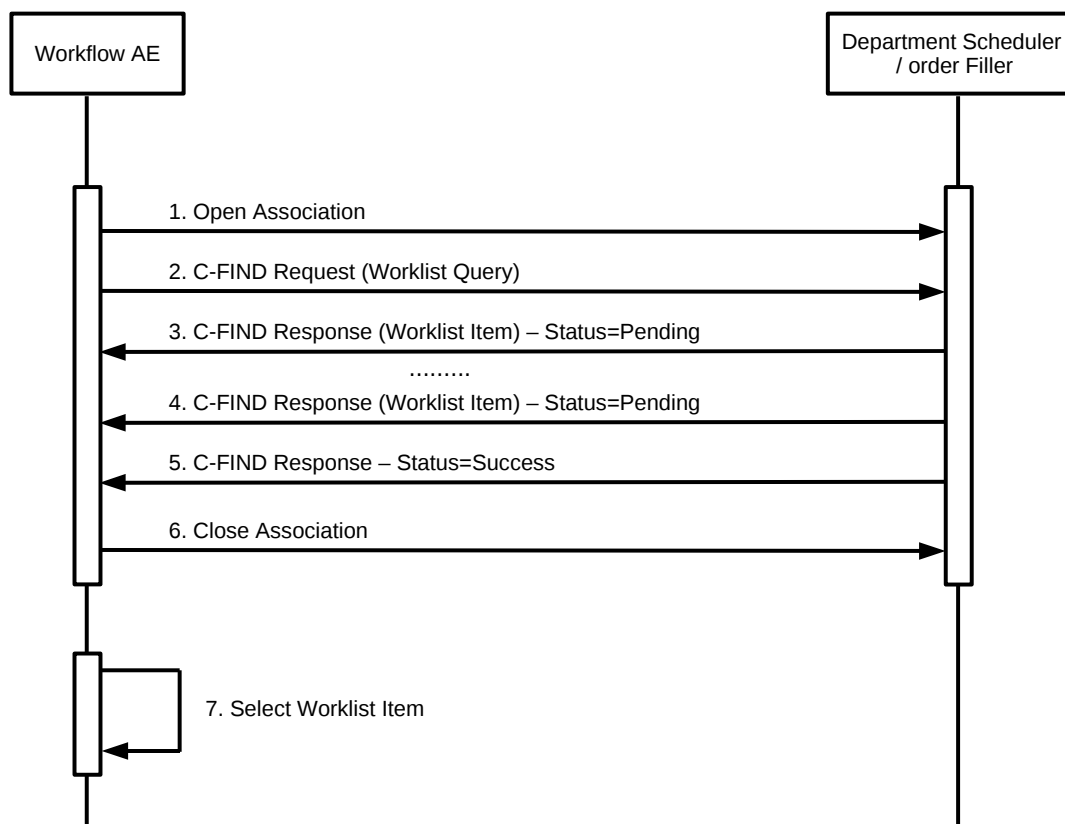 Workflow AE
Department Scheduler
/ order Filler
1. Open Association
2. C-FIND Request (Worklist Query)
3. C-FIND Response (Worklist Item) – Status=Pending
.........
4. C-FIND Response (Worklist Item) – Status=Pending
5. C-FIND Response – Status=Success
6. Close Association
7. Select Worklist Item